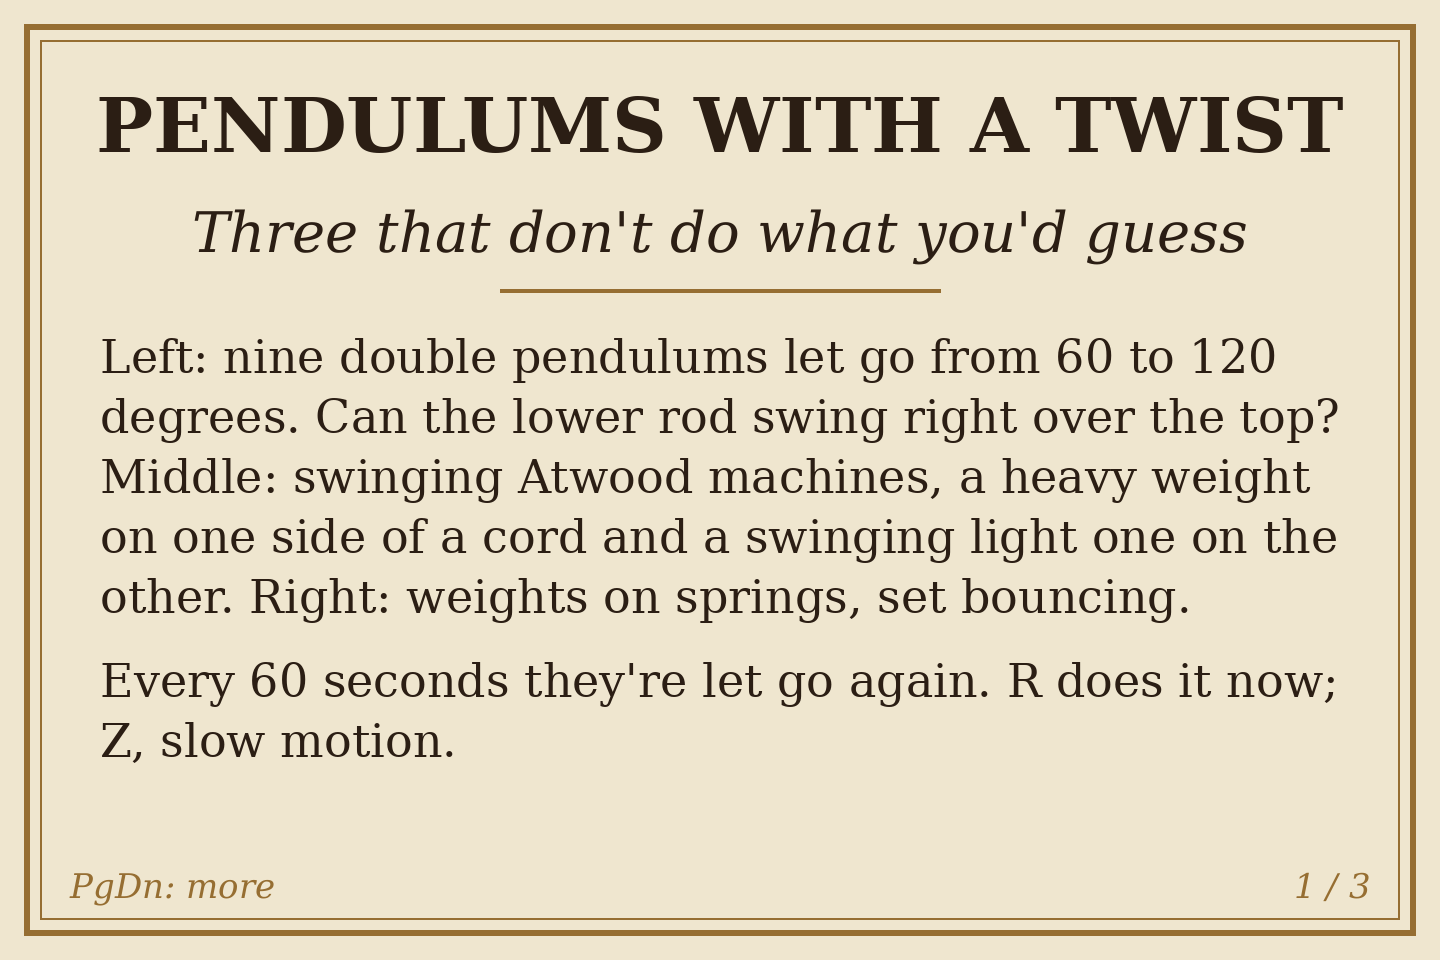 PENDULUMS WITH A TWIST
Three that don't do what you'd guess
Left: nine double pendulums let go from 60 to 120
degrees. Can the lower rod swing right over the top?
Middle: swinging Atwood machines, a heavy weight
on one side of a cord and a swinging light one on the
other. Right: weights on springs, set bouncing.
Every 60 seconds they're let go again. R does it now;
Z, slow motion.
PgDn: more
1 / 3